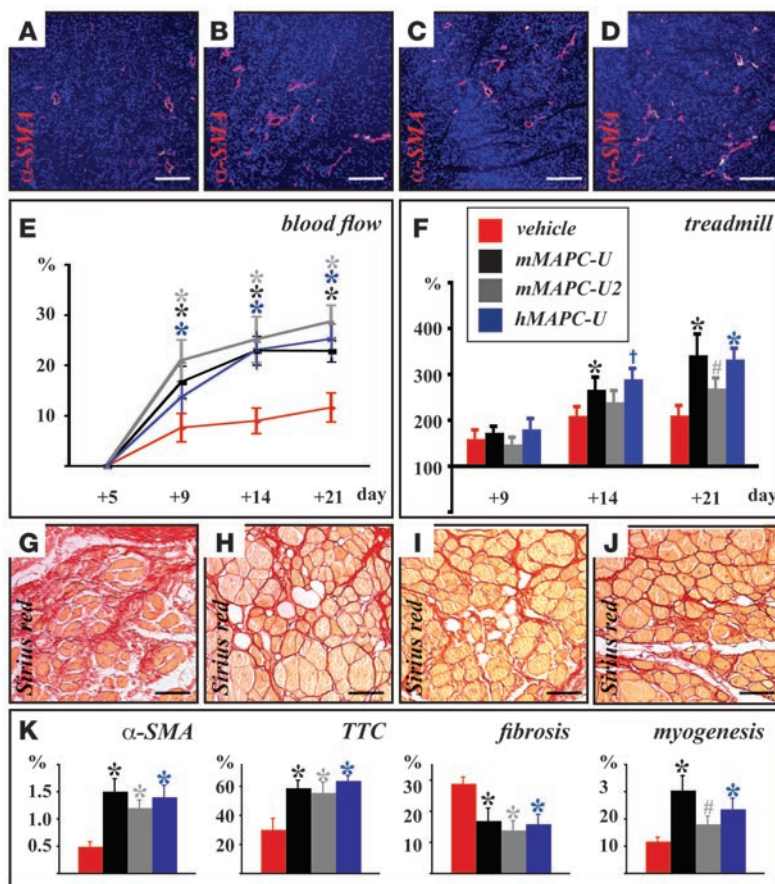 A
B
C
D
α-SMA
α-SMA
α-SMA
α-SMA
E
blood flow
%
30
20
10
+5 +9 +14 +21 day
* * *
* * *
* * *
F
treadmill
vehicle
mMAPC-U
mMAPC-U2
hMAPC-U
%
400
300
200
100
* † * # *
+9 +14 +21 day
G
H
I
J
Sirius red
Sirius red
Sirius red
Sirius red
K
α-SMA
%
1.5
1.0
0.5
* * *
TTC
%
60
40
20
* * *
fibrosis
%
30
20
10
* * *
myogenesis
%
3
20
10
* # *